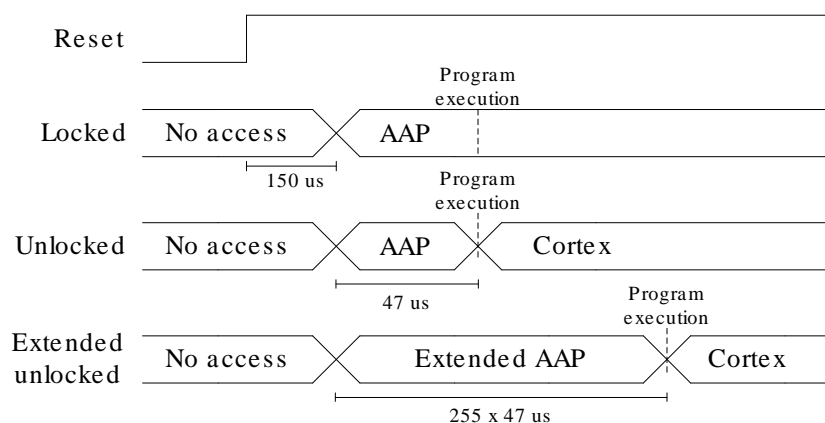 Reset
Program
execution
Locked
No access
AAP
150 us
Program
execution
Unlocked
No access
AAP
Cortex
47 us
Program
execution
Extended
unlocked
No access
Extended AAP
Cortex
255 x 47 us